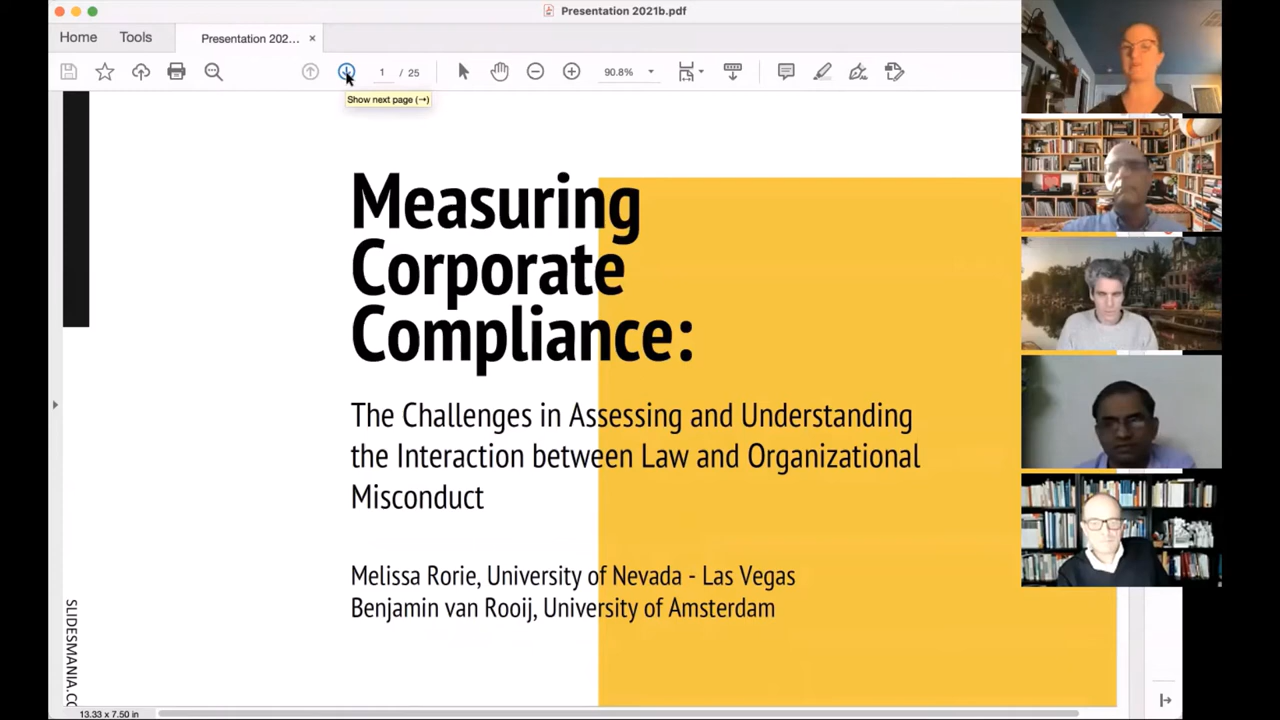 Presentation 2021b.pdf
Home
Tools
Presentation 202...
1 / 25
90.8%
Show next page (→)
Measuring
Corporate
Compliance:
The Challenges in Assessing and Understanding
the Interaction between Law and Organizational
Misconduct
Melissa Rorie, University of Nevada - Las Vegas
Benjamin van Rooij, University of Amsterdam
SLIDESMANIA.CO
13.33 x 7.50 in